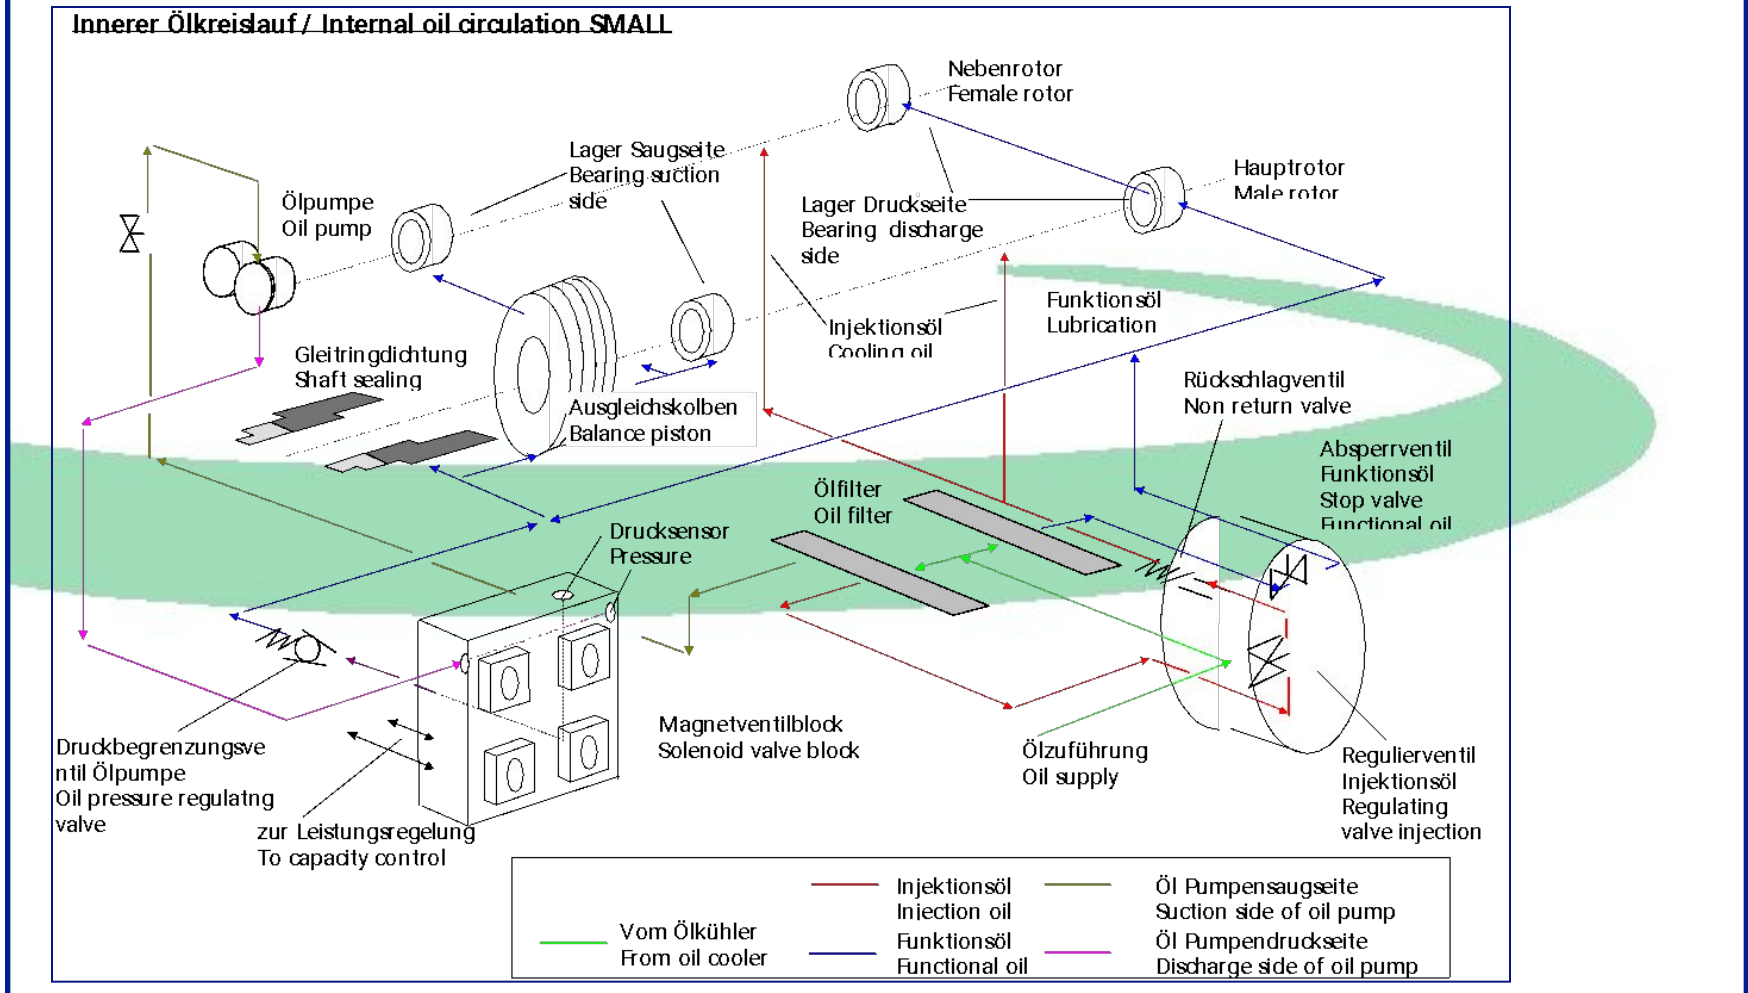 Innerer Ölkreislauf / Internal oil circulation SMALL
Nebenrotor
Female rotor
Lager Saugseite
Bearing suction
side
Hauptrotor
Male rotor
Ölpumpe
Oil pump
Lager Druckseite
Bearing discharge
side
Funktionsöl
Lubrication
Injektionsöl
Cooling oil
Gleitringdichtung
Shaft sealing
Rückschlagventil
Non return valve
Ausgleichskolben
Balance piston
Absperrventil
Funktionsöl
Stop valve
Functional oil
Ölfilter
Oil filter
Drucksensor
Pressure
Magnetventilblock
Solenoid valve block
Ölzuführung
Oil supply
Druckbegrenzungsve
ntil Ölpumpe
Oil pressure regulatng
valve
Regulierventil
Injektionsöl
Regulating
valve injection
zur Leistungsregelung
To capacity control
Vom Ölkühler
From oil cooler
Injektionsöl
Injection oil
Funktionsöl
Functional oil
Öl Pumpensaugseite
Suction side of oil pump
Öl Pumpendruckseite
Discharge side of oil pump